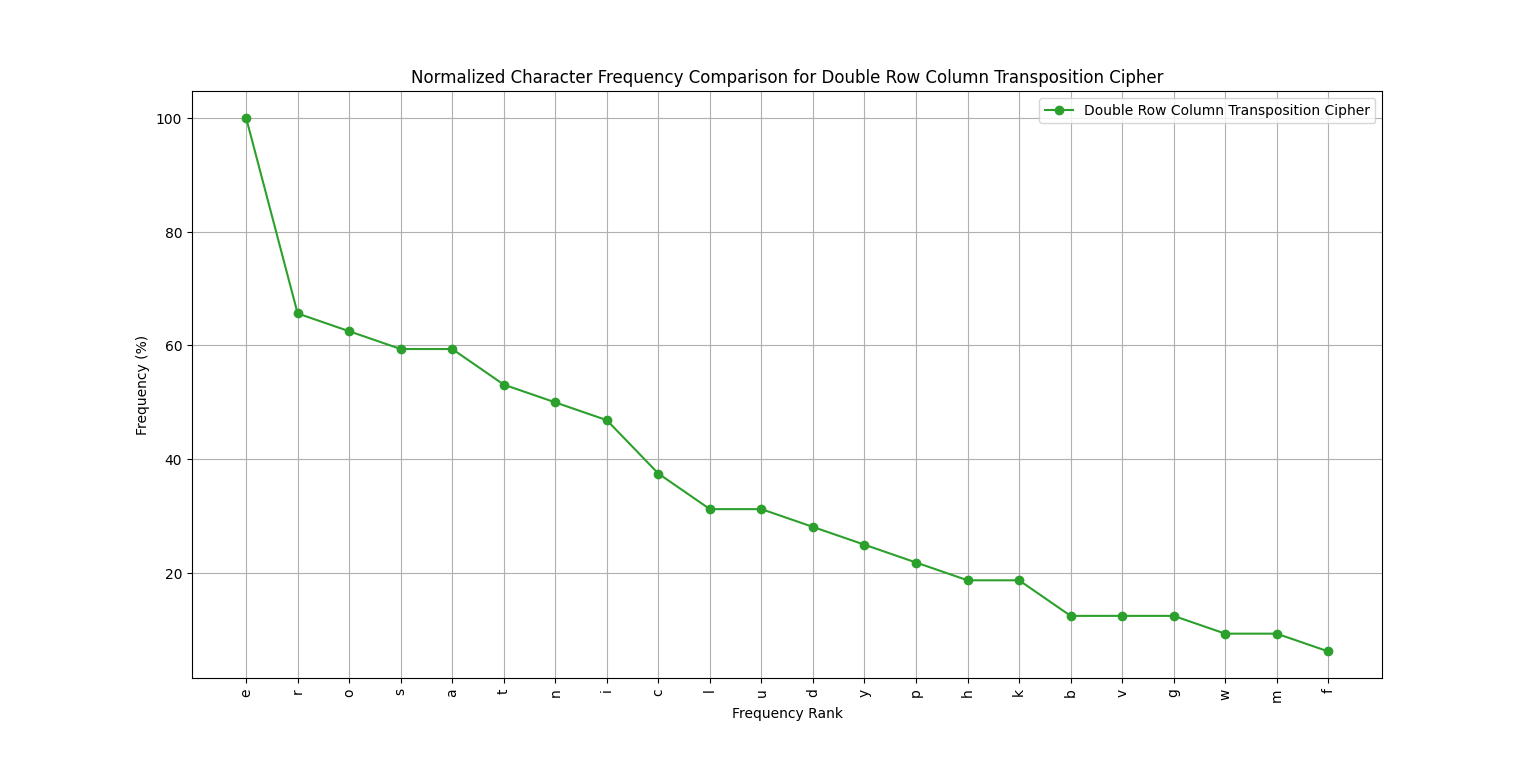 Normalized Character Frequency Comparison for Double Row Column Transposition Cipher
Double Row Column Transposition Cipher
100
80
60
40
20
Frequency (%)
e r o s a t n i c l u d y p h k b v g w m f
Frequency Rank